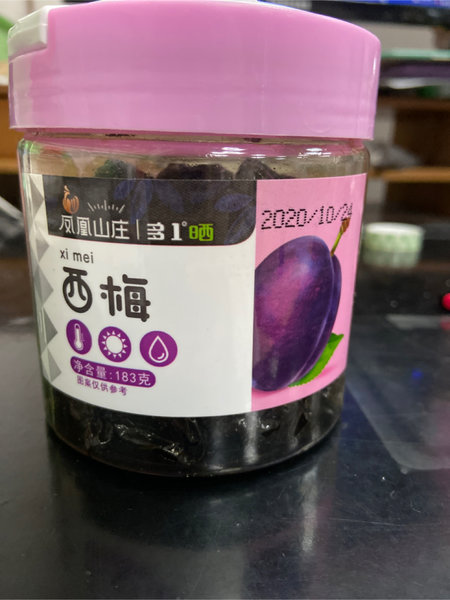 凤凰山庄|多1°晒
2020/10/24
xi mei
西梅
净含量:183克
图案仅供参考